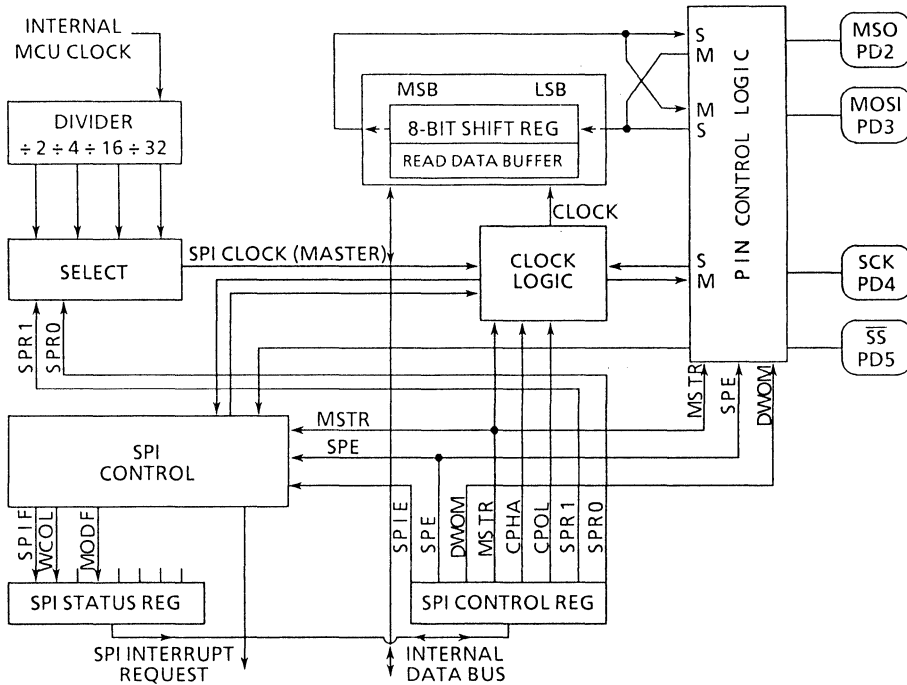 INTERNAL
MCU CLOCK
DIVIDER
÷ 2 ÷ 4 ÷ 16 ÷ 32
SELECT
SPR1
SPR0
SPI CLOCK (MASTER)
MSB
LSB
8-BIT SHIFT REG
READ DATA BUFFER
CLOCK
CLOCK
LOGIC
S
M
M
S
S
M
PIN CONTROL LOGIC
MSO
PD2
MOSI
PD3
SCK
PD4
SS
PD5
MSTR
SPE
DWOM
MSTR
SPE
SPI
CONTROL
SPIF
WCOL
MODF
SPIE
SPE
DWOM
MSTR
CPHA
CPOL
SPR1
SPR0
SPI STATUS REG
SPI CONTROL REG
SPI INTERRUPT
REQUEST
INTERNAL
DATA BUS